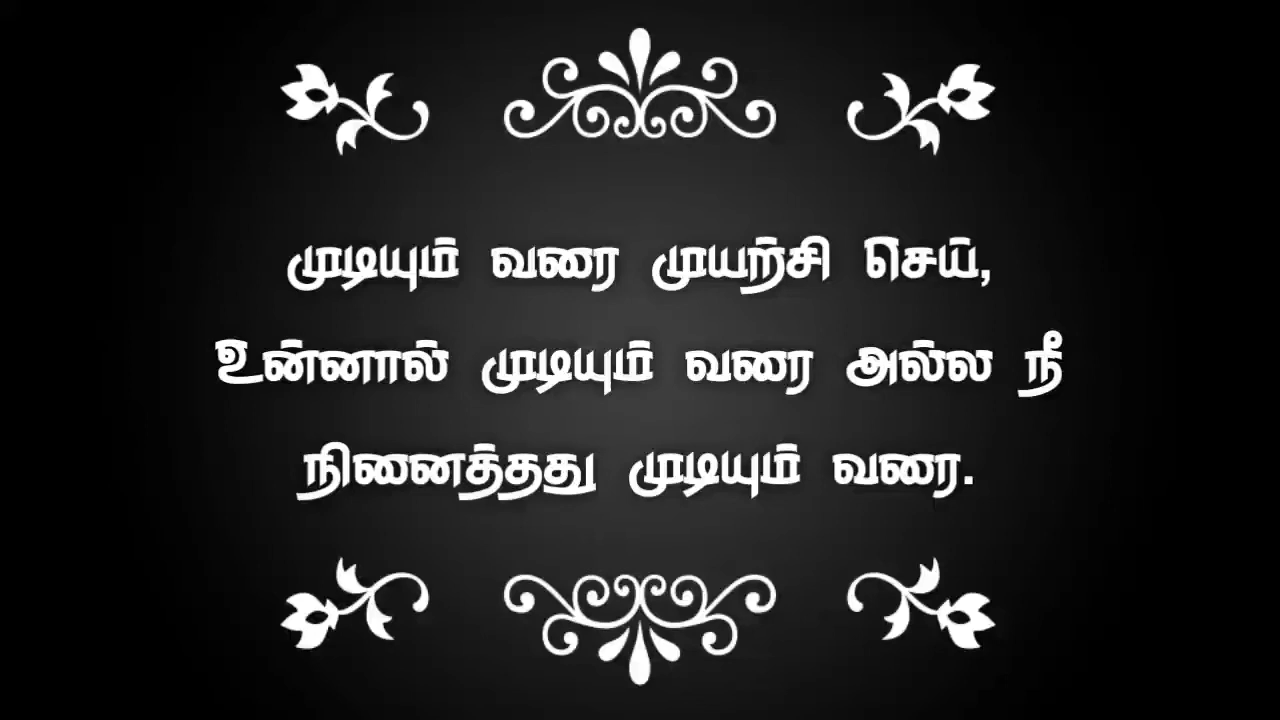 முடியும் வரை முயற்சி செய்,
உன்னால் முடியும் வரை அல்ல நீ
நினைத்தது முடியும் வரை.